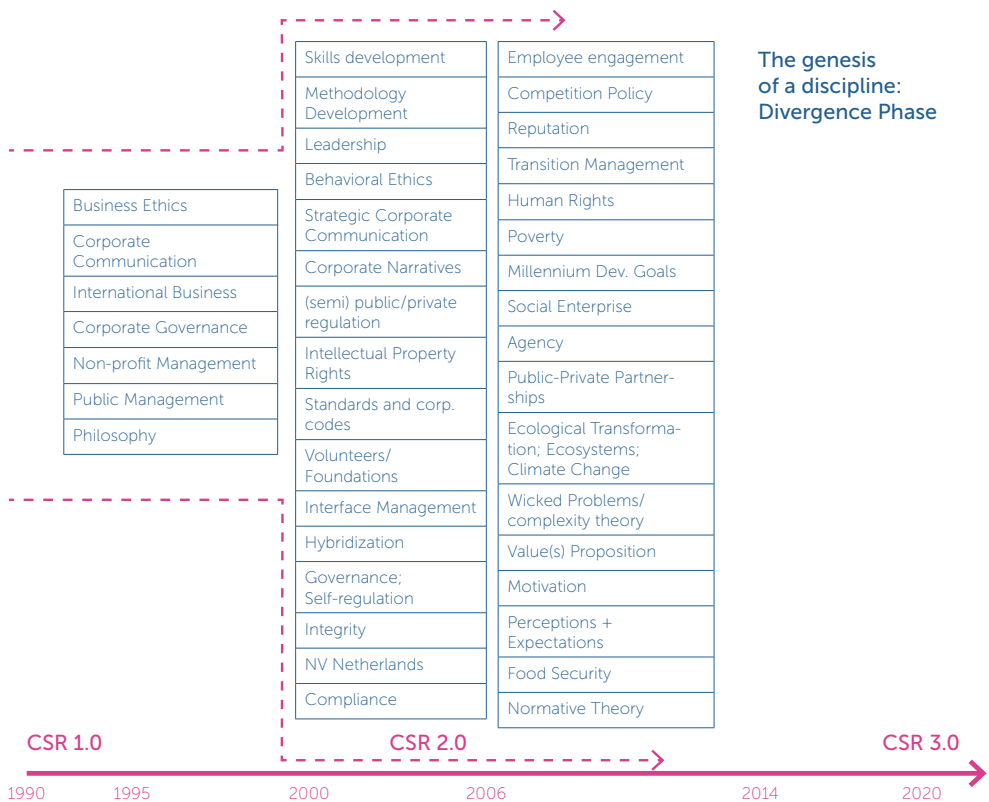 The genesis
of a discipline:
Divergence Phase
Business Ethics
Corporate
Communication
International Business
Corporate Governance
Non-profit Management
Public Management
Philosophy
Skills development
Methodology
Development
Leadership
Behavioral Ethics
Strategic Corporate
Communication
Corporate Narratives
(semi) public/private
regulation
Intellectual Property
Rights
Standards and corp.
codes
Volunteers/
Foundations
Interface Management
Hybridization
Governance;
Self-regulation
Integrity
NV Netherlands
Compliance
Employee engagement
Competition Policy
Reputation
Transition Management
Human Rights
Poverty
Millennium Dev. Goals
Social Enterprise
Agency
Public-Private Partner-
ships
Ecological Transforma-
tion; Ecosystems;
Climate Change
Wicked Problems/
complexity theory
Value(s) Proposition
Motivation
Perceptions +
Expectations
Food Security
Normative Theory
CSR 1.0
CSR 2.0
CSR 3.0
1990
1995
2000
2006
2014
2020